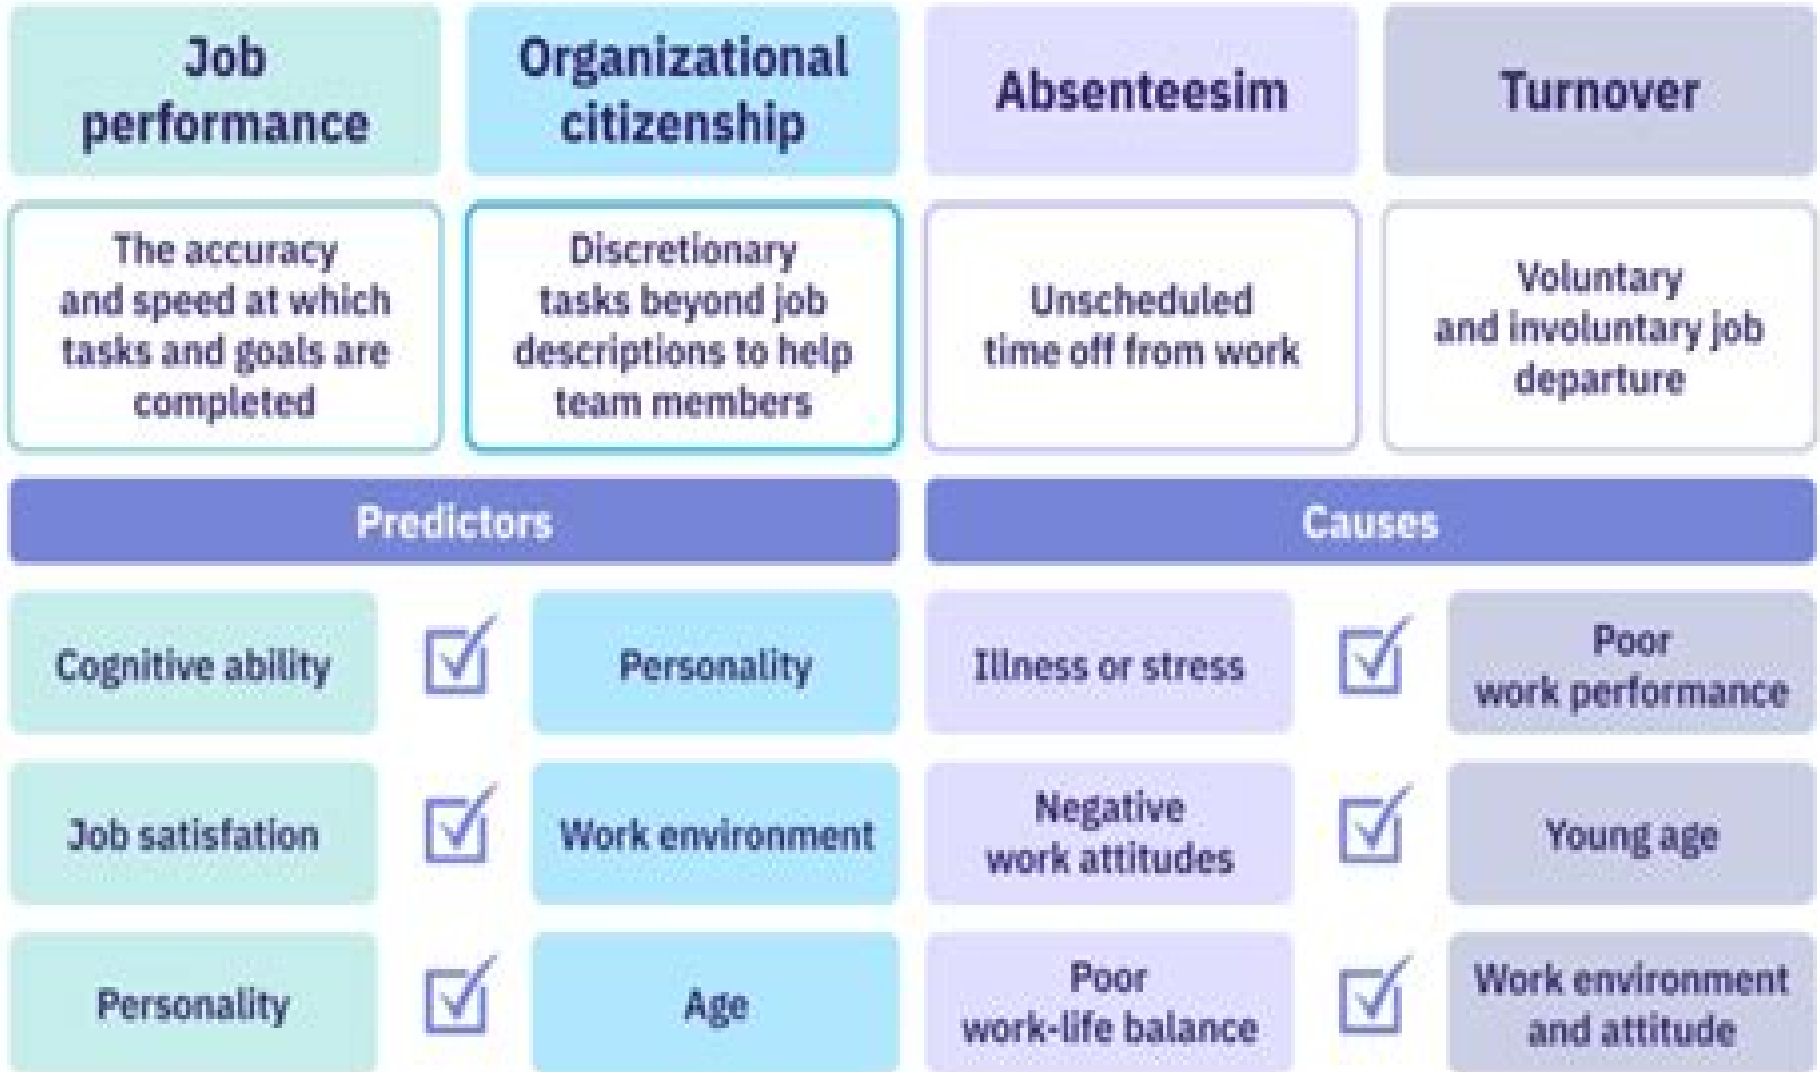 Job
performance
Organizational
citizenship
Absenteesim
Turnover
The accuracy
and speed at which
tasks and goals are
completed
Discretionary
tasks beyond job
descriptions to help
team members
Unscheduled
time off from work
Voluntary
and involuntary job
departure
Predictors
Causes
Cognitive ability
Personality
Illness or stress
Poor
work performance
Job satisfation
Work environment
Negative
work attitudes
Young age
Personality
Age
Poor
work-life balance
Work environment
and attitude